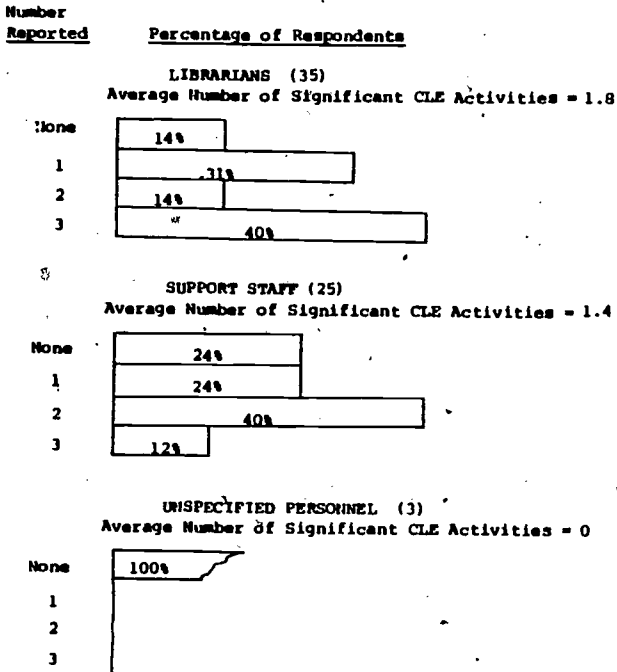 Number
Reported Percentage of Respondents
LIBRARIANS (35)
Average Number of Significant CLE Activities = 1.8
None 14%
1 31%
2 14%
3 40%
SUPPORT STAFF (25)
Average Number of Significant CLE Activities = 1.4
None 24%
1 24%
2 40%
3 12%
UNSPECIFIED PERSONNEL (3)
Average Number of Significant CLE Activities = 0
None 100%
1
2
3